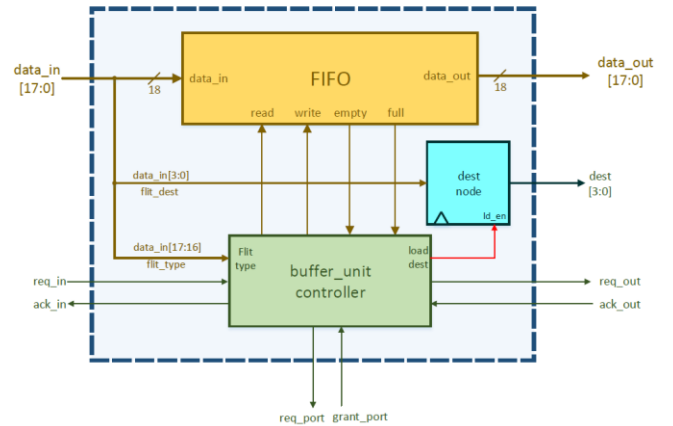 data_in
[17:0]
18
data_in
FIFO
data_out
18
data_out
[17:0]
read
write
empty
full
data_in[3:0]
flit_dest
dest
node
ld_en
dest
[3:0]
data_in[17:16]
flit_type
Flit
type
buffer_unit
controller
load
dest
req_in
ack_in
req_out
ack_out
req_port
grant_port